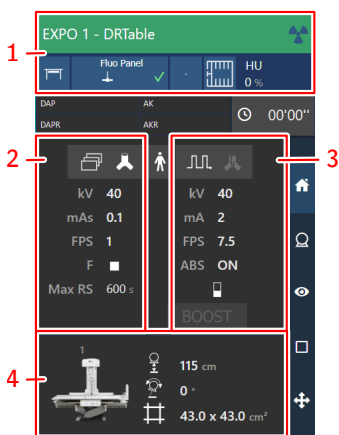 EXPO 1 - DRTable
1
Fluo Panel
HU
0 %
DAP
AK
DAPR
AKR
00'00"
2
3
kV 40
kV 40
mAs 0.1
mA 2
FPS 1
FPS 7.5
F
ABS ON
Max RS 600 s
BOOST
4
1
115 cm
0 °
43.0 x 43.0 cm²